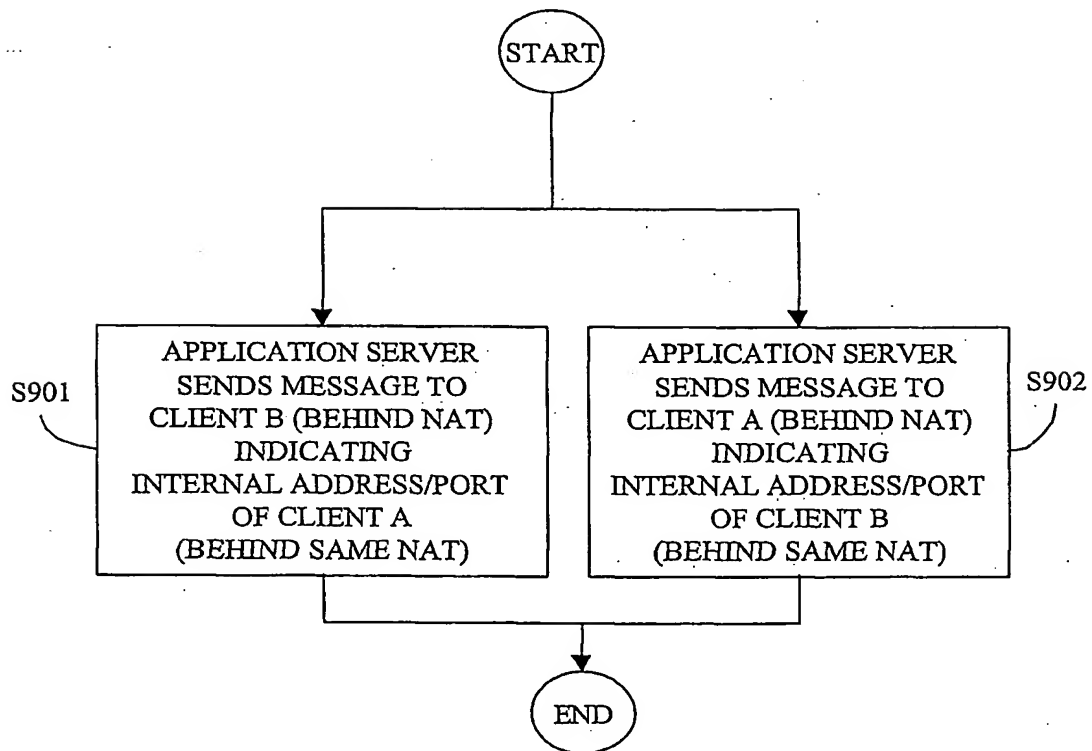 START
S901
APPLICATION SERVER
SENDS MESSAGE TO
CLIENT B (BEHIND NAT)
INDICATING
INTERNAL ADDRESS/PORT
OF CLIENT A
(BEHIND SAME NAT)
APPLICATION SERVER
SENDS MESSAGE TO
CLIENT A (BEHIND NAT)
INDICATING
INTERNAL ADDRESS/PORT
OF CLIENT B
(BEHIND SAME NAT)
S902
END